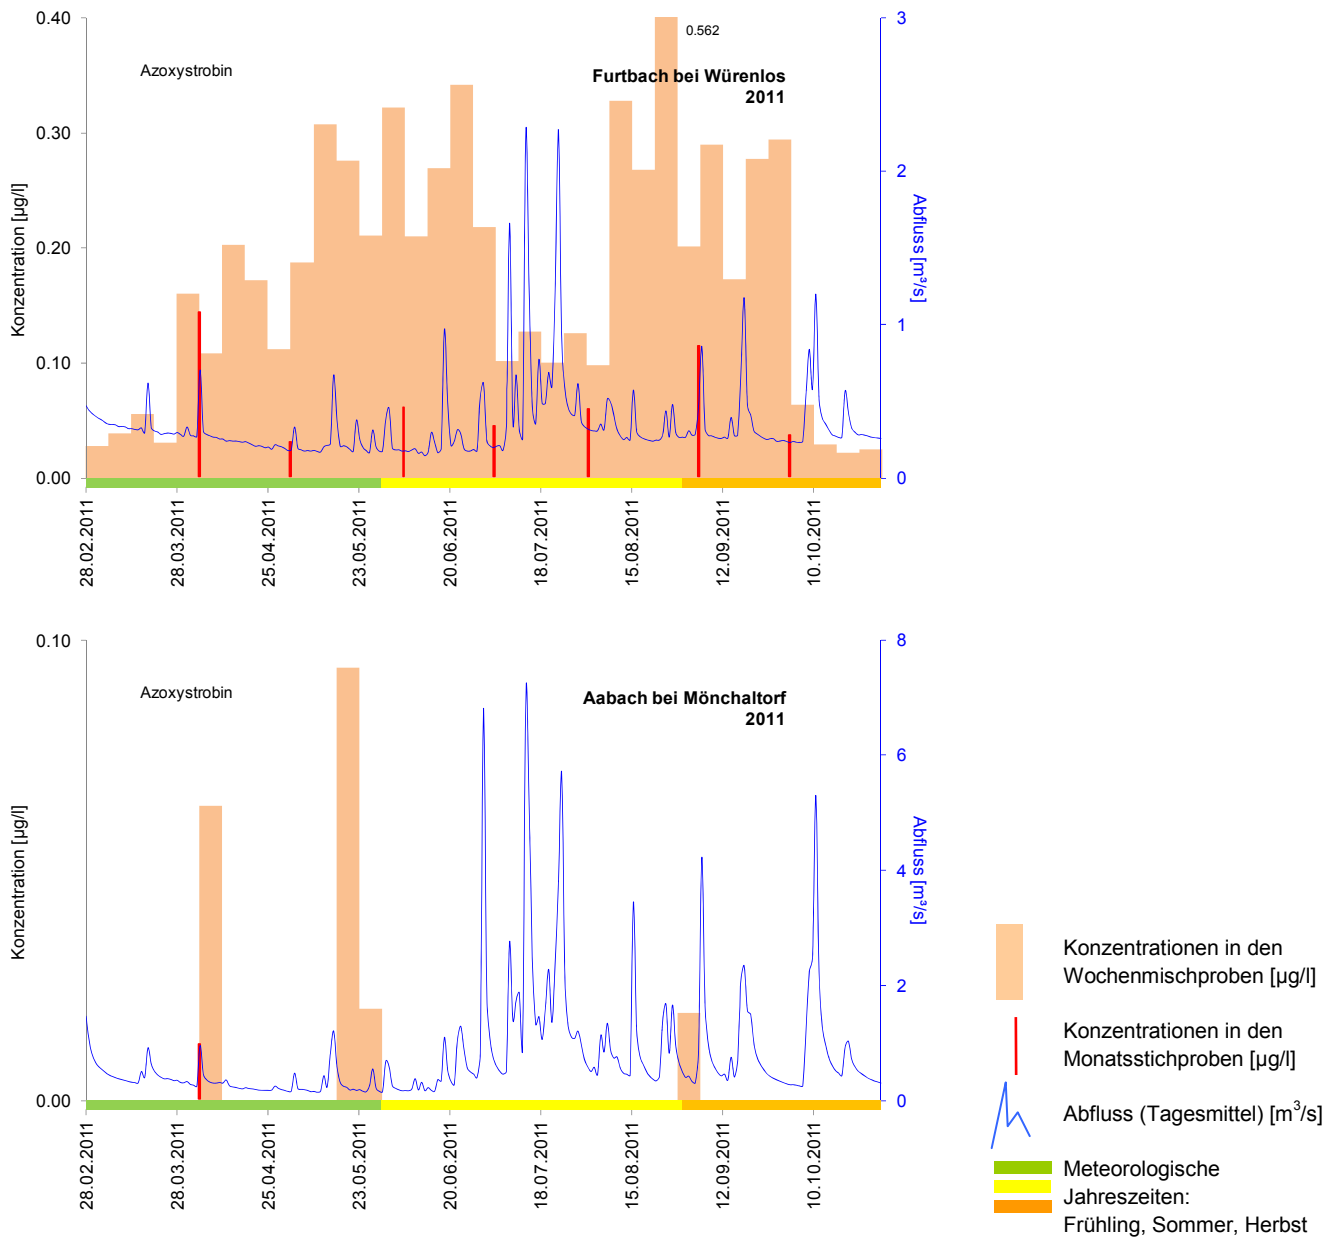 0.40
0.30
0.20
0.10
0.00
Konzentration [µg/l]
Azoxystrobin
0.562
Furtbach bei Würenlos
2011
3
2
1
0
Abfluss [m³/s]
28.02.2011
28.03.2011
25.04.2011
23.05.2011
20.06.2011
18.07.2011
15.08.2011
12.09.2011
10.10.2011
0.10
0.00
Konzentration [µg/l]
Azoxystrobin
Aabach bei Mönchaltorf
2011
8
6
4
2
0
Abfluss [m³/s]
28.02.2011
28.03.2011
25.04.2011
23.05.2011
20.06.2011
18.07.2011
15.08.2011
12.09.2011
10.10.2011
Konzentrationen in den
Wochenmischproben [µg/l]
Konzentrationen in den
Monatsstichproben [µg/l]
Abfluss (Tagesmittel) [m³/s]
Meteorologische
Jahreszeiten:
Frühling, Sommer, Herbst